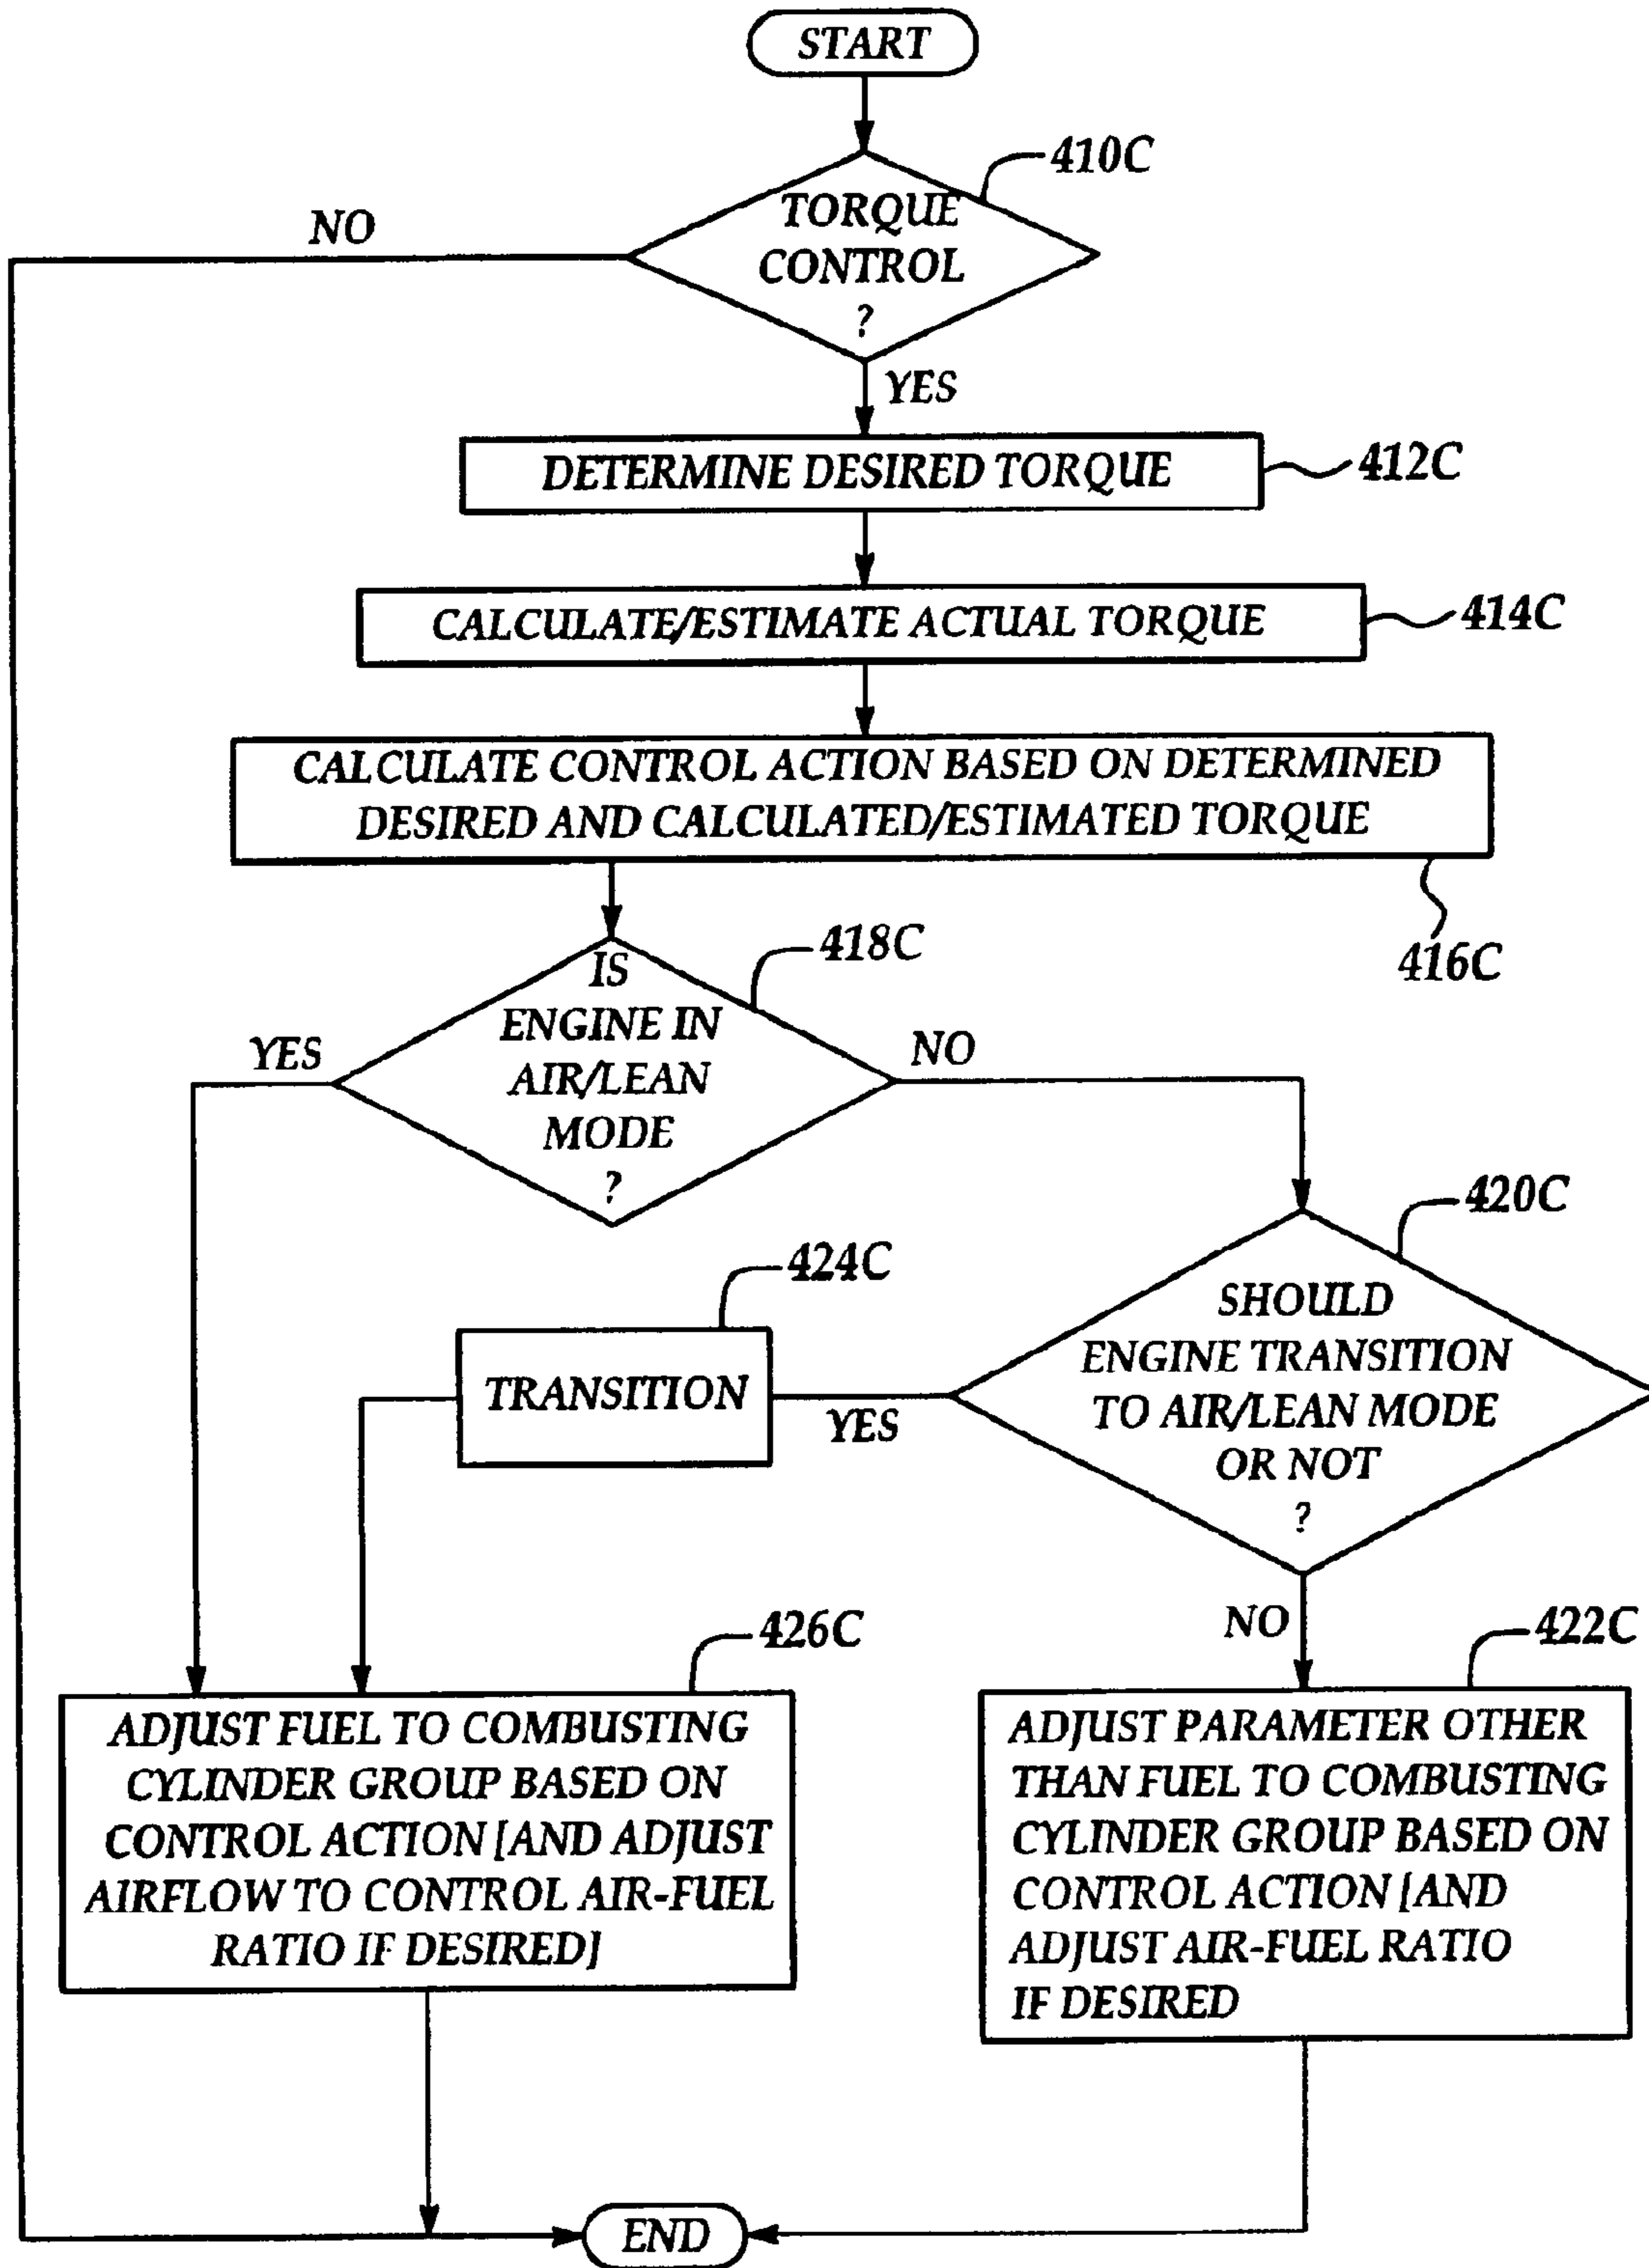 START
410C
TORQUE
CONTROL
?
NO
YES
DETERMINE DESIRED TORQUE
412C
CALCULATE/ESTIMATE ACTUAL TORQUE
414C
CALCULATE CONTROL ACTION BASED ON DETERMINED
DESIRED AND CALCULATED/ESTIMATED TORQUE
416C
418C
IS
ENGINE IN
AIR/LEAN
MODE
?
YES
NO
420C
SHOULD
ENGINE TRANSITION
TO AIR/LEAN MODE
OR NOT
?
424C
TRANSITION
YES
NO
426C
ADJUST FUEL TO COMBUSTING
CYLINDER GROUP BASED ON
CONTROL ACTION [AND ADJUST
AIRFLOW TO CONTROL AIR-FUEL
RATIO IF DESIRED]
422C
ADJUST PARAMETER OTHER
THAN FUEL TO COMBUSTING
CYLINDER GROUP BASED ON
CONTROL ACTION [AND
ADJUST AIR-FUEL RATIO
IF DESIRED
END